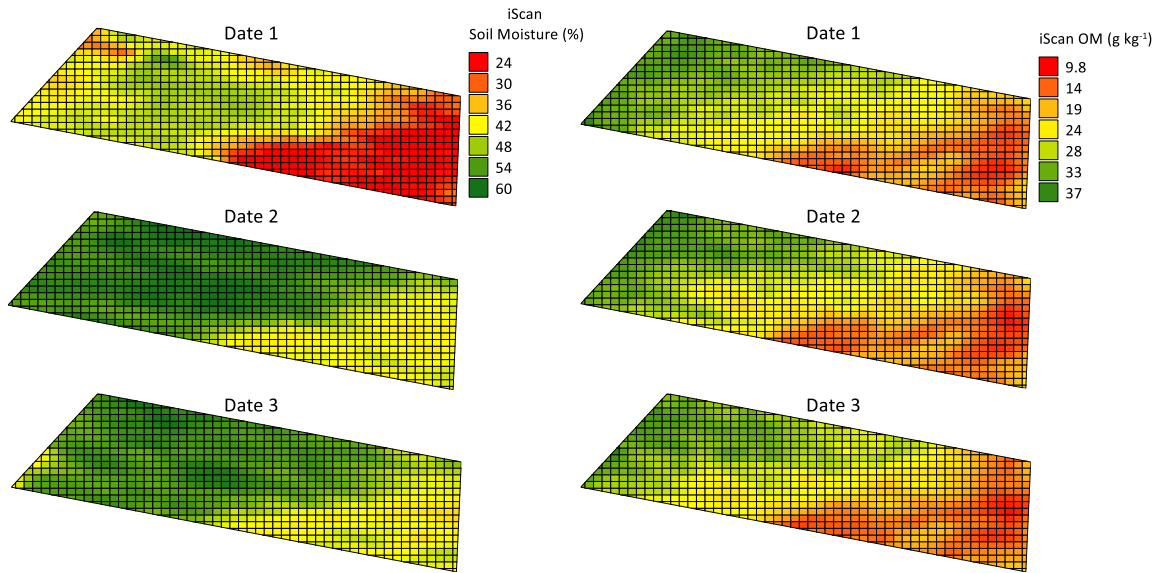 iScan
Soil Moisture (%)
Date 1
24
30
36
42
48
54
60
Date 2
Date 3
Date 1
iScan OM (g kg⁻¹)
9.8
14
19
24
28
33
37
Date 2
Date 3